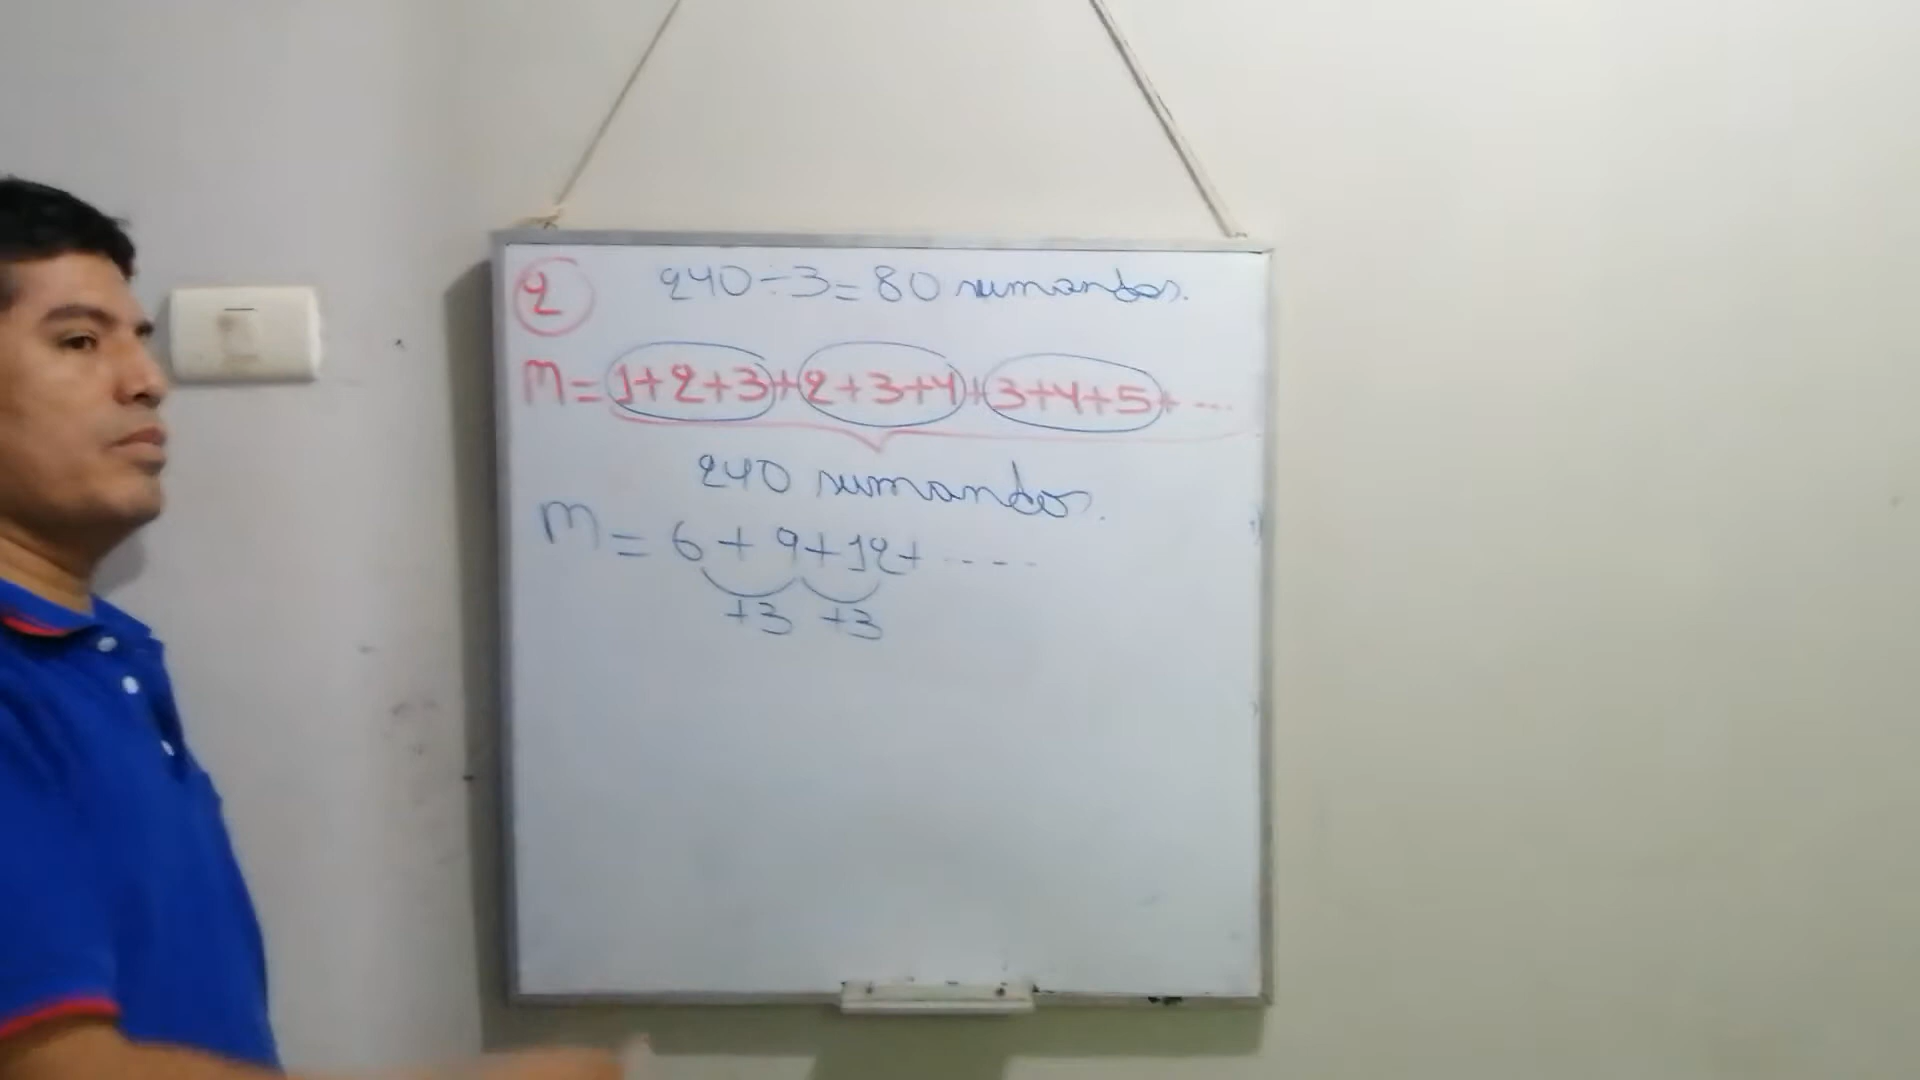 2 240÷3=80 sumandos.
M=1+2+3+2+3+4+3+4+5+...
240 sumandos.
M=6+9+12+.....
+3 +3